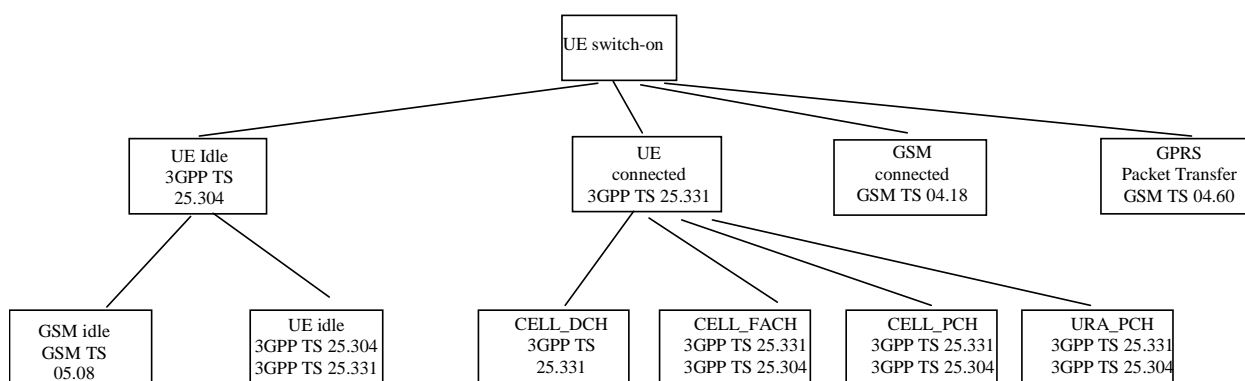 UE switch-on
UE Idle
3GPP TS
25.304
UE
connected
3GPP TS 25.331
GSM
connected
GSM TS 04.18
GPRS
Packet Transfer
GSM TS 04.60
GSM idle
GSM TS
05.08
UE idle
3GPP TS 25.304
3GPP TS 25.331
CELL_DCH
3GPP TS
25.331
CELL_FACH
3GPP TS 25.331
3GPP TS 25.304
CELL_PCH
3GPP TS 25.331
3GPP TS 25.304
URA_PCH
3GPP TS 25.331
3GPP TS 25.304